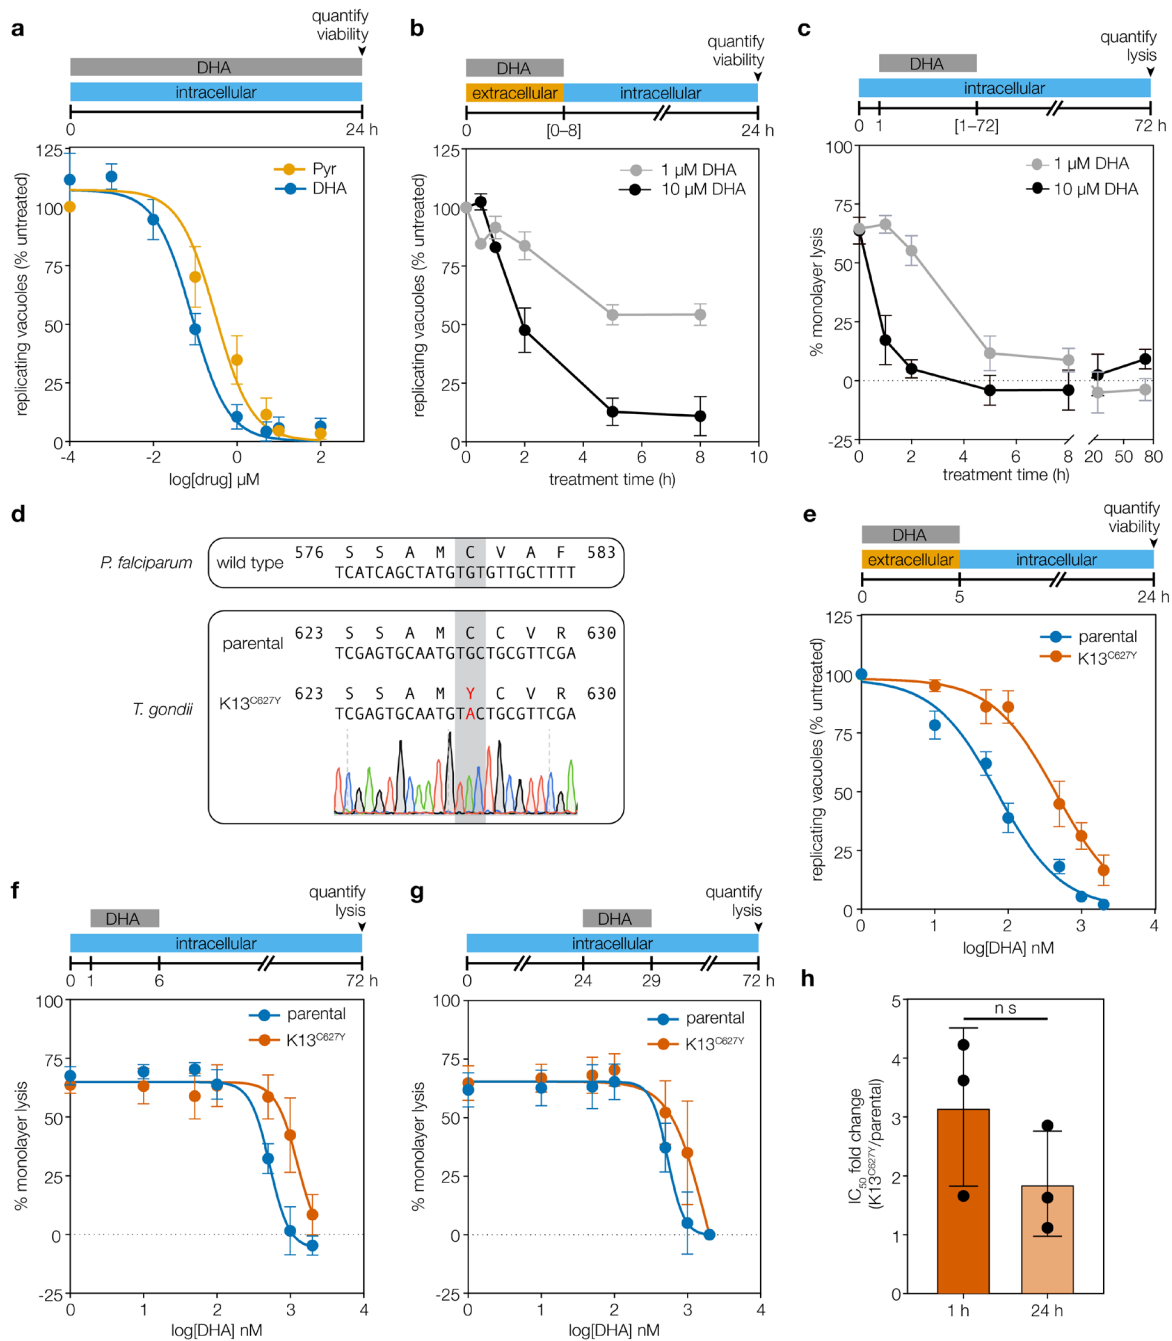 a
quantify
viability
DHA
intracellular
0
24 h
125
100
75
50
25
0
replicating vacuoles (% untreated)
Pyr
DHA
-4
-2
0
2
log[drug] µM
b
quantify
viability
DHA
extracellular
intracellular
0
[0–8]
24 h
125
100
75
50
25
0
replicating vacuoles (% untreated)
1 µM DHA
10 µM DHA
0
2
4
6
8
10
treatment time (h)
c
quantify
lysis
DHA
intracellular
0
1
[1–72]
72 h
100
75
50
25
0
-25
% monolayer lysis
1 µM DHA
10 µM DHA
0
2
4
6
8
20
50
80
treatment time (h)
d
P. falciparum
wild type
576 S S A M C V A F 583
TCATCAGCTATGTGTGTTGCTTTT
T. gondii
parental
623 S S A M C C V R 630
TCGAGTGCAATGTGCTGCGTTCGA
K13C627Y
623 S S A M Y C V R 630
TCGAGTGCAATGTACTGCGTTCGA
e
quantify
viability
DHA
extracellular
intracellular
0
5
24 h
125
100
75
50
25
0
replicating vacuoles (% untreated)
parental
K13C627Y
0
1
2
3
4
log[DHA] nM
f
quantify
lysis
DHA
intracellular
0
1
6
72 h
100
75
50
25
0
-25
% monolayer lysis
parental
K13C627Y
0
1
2
3
4
log[DHA] nM
g
quantify
lysis
DHA
intracellular
0
24
29
72 h
100
75
50
25
0
-25
% monolayer lysis
parental
K13C627Y
0
1
2
3
4
log[DHA] nM
h
5
4
3
2
1
0
IC50 fold change
(K13C627Y/parental)
n s
1 h
24 h